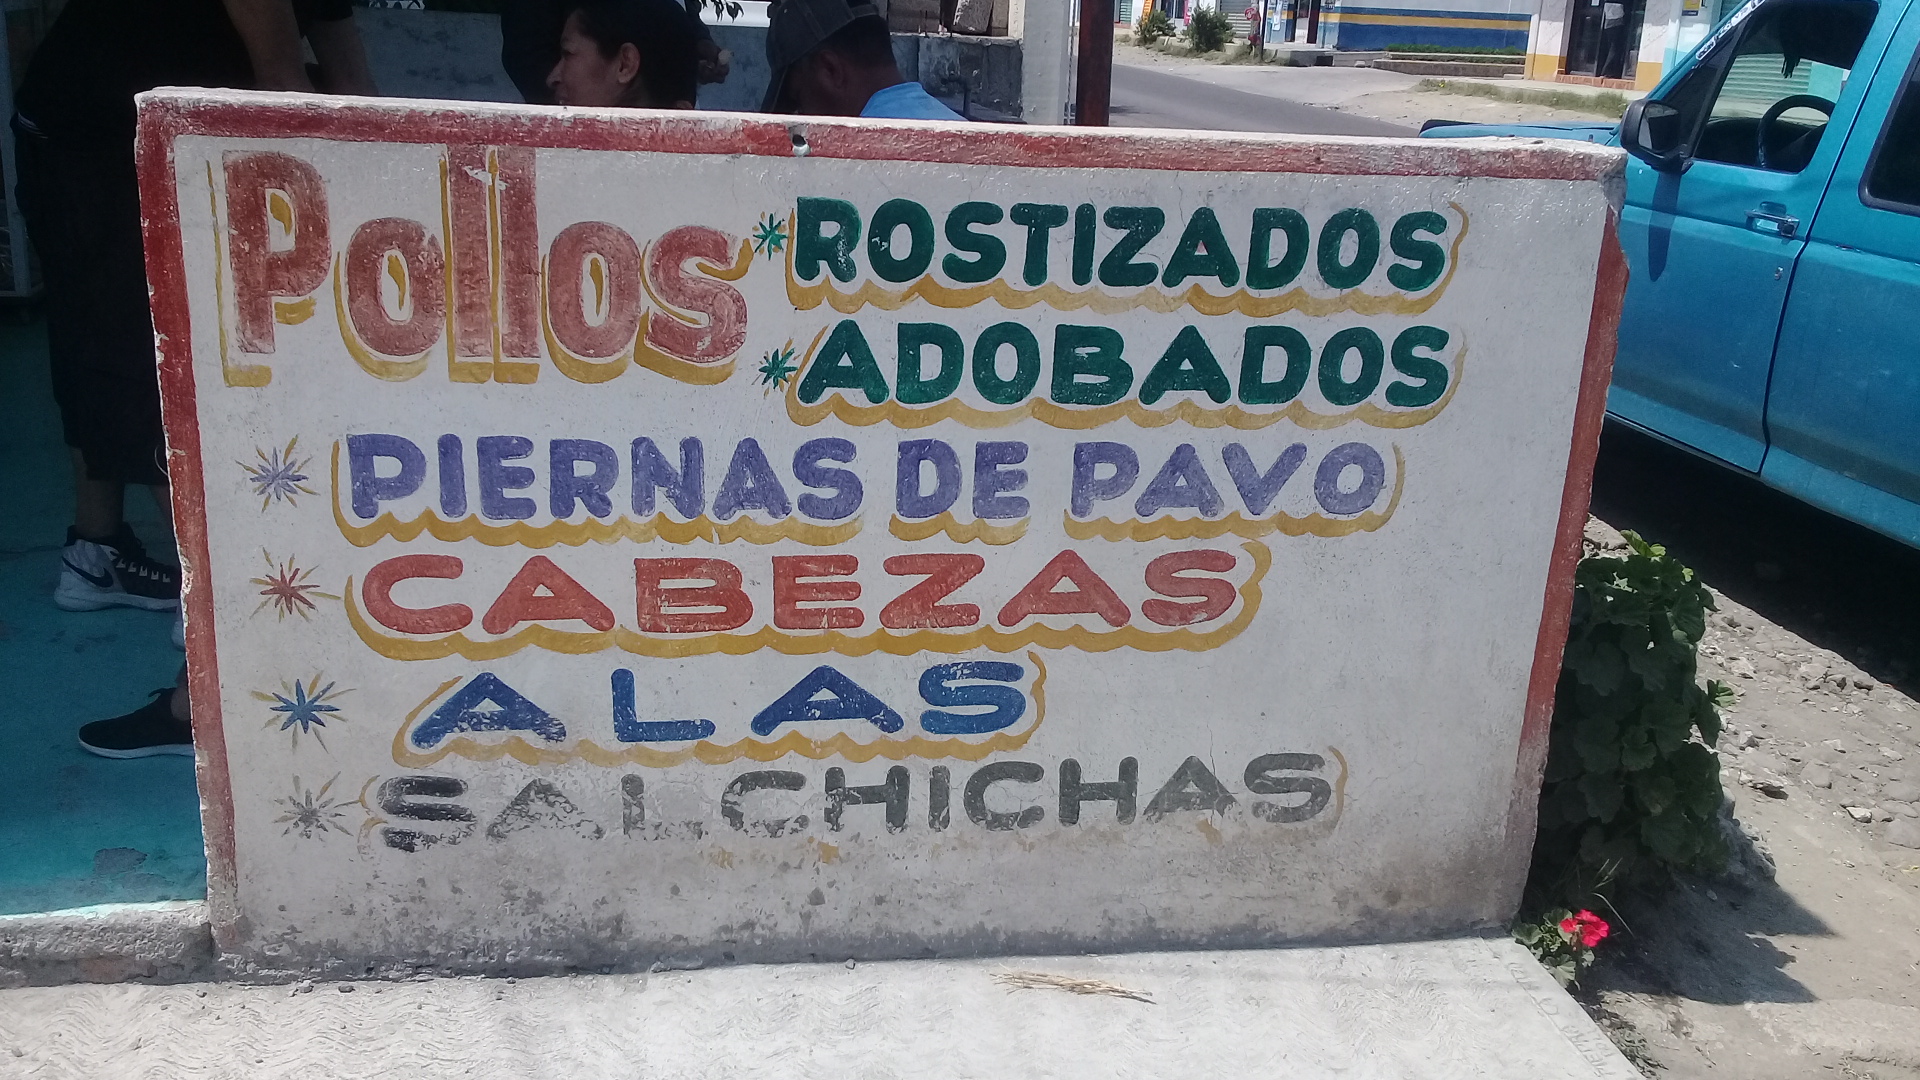 Pollos
* ROSTIZADOS
* ADOBADOS
* PIERNAS DE PAVO
* CABEZAS
* ALAS
* SALCHICHAS